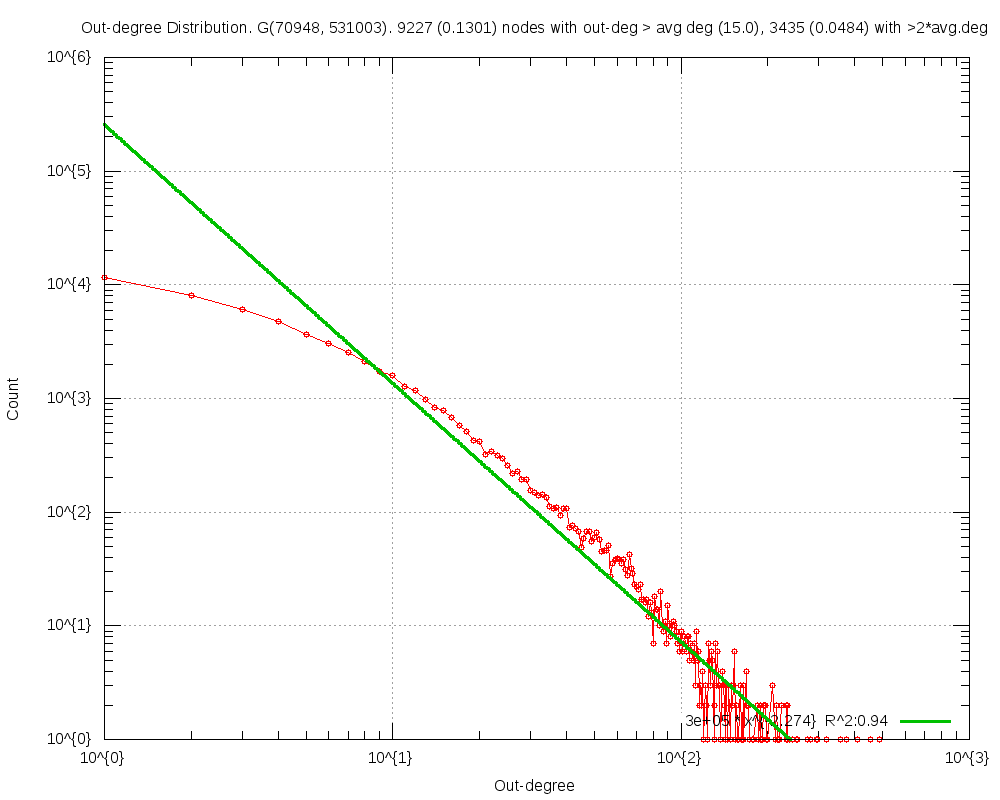 Out-degree Distribution. G(70948, 531003). 9227 (0.1301) nodes with out-deg > avg deg (15.0), 3435 (0.0484) with >2*avg.deg
10^{6}
10^{5}
10^{4}
10^{3}
10^{2}
10^{1}
10^{0}
Count
R^2:0.94
10^{0}
10^{1}
10^{2}
10^{3}
Out-degree